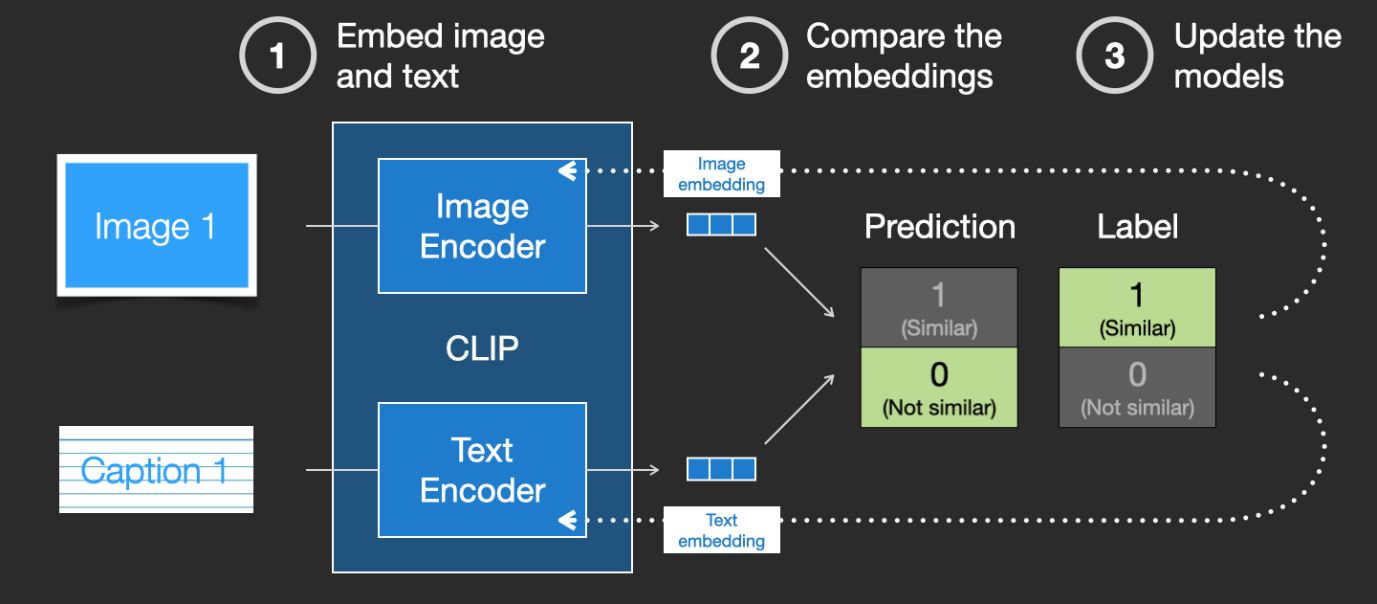 1
Embed image
and text
2
Compare the
embeddings
3
Update the
models
Image 1
Image
Encoder
CLIP
Caption 1
Text
Encoder
Image
embedding
Text
embedding
Prediction
1
(Similar)
0
(Not similar)
Label
1
(Similar)
0
(Not similar)